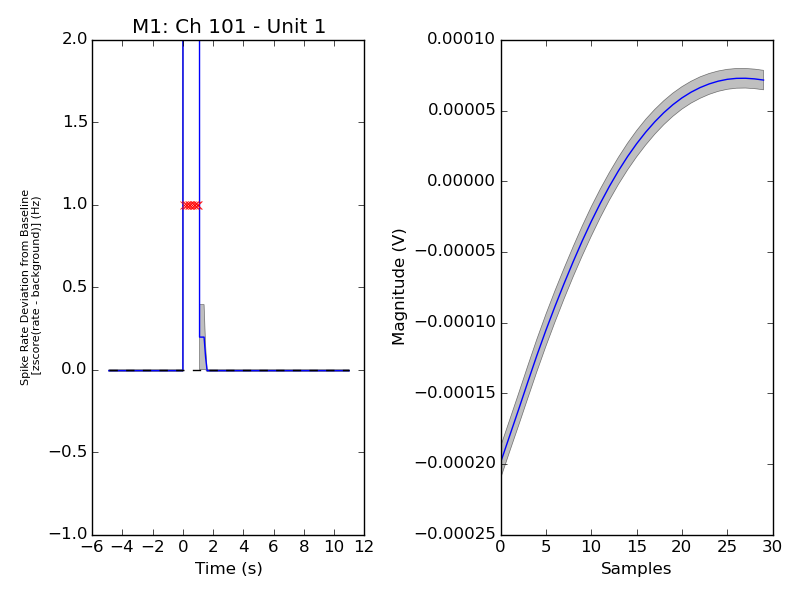 M1: Ch 101 - Unit 1
2.0
1.5
1.0
0.5
0.0
−0.5
−1.0
Spike Rate Deviation from Baseline
[zscore(rate - background)] (Hz)
−6 −4 −2 0 2 4 6 8 10 12
Time (s)
0.00010
0.00005
0.00000
−0.00005
−0.00010
−0.00015
−0.00020
−0.00025
Magnitude (V)
0 5 10 15 20 25 30
Samples